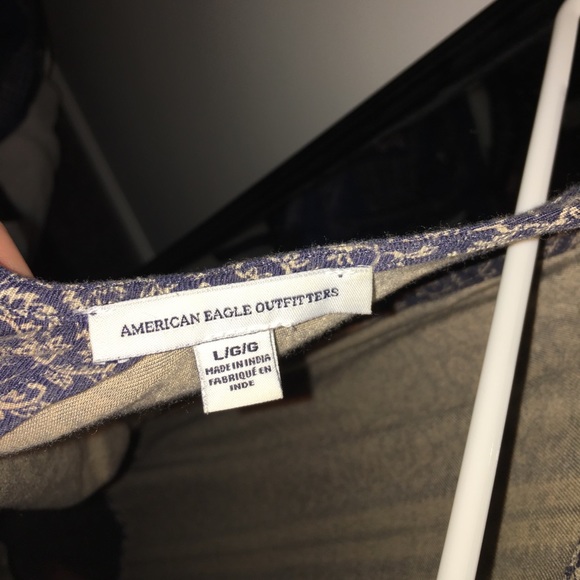 AMERICAN EAGLE OUTFITTERS
L/G/G
MADE IN INDIA
FABRIQUÉ EN
INDE